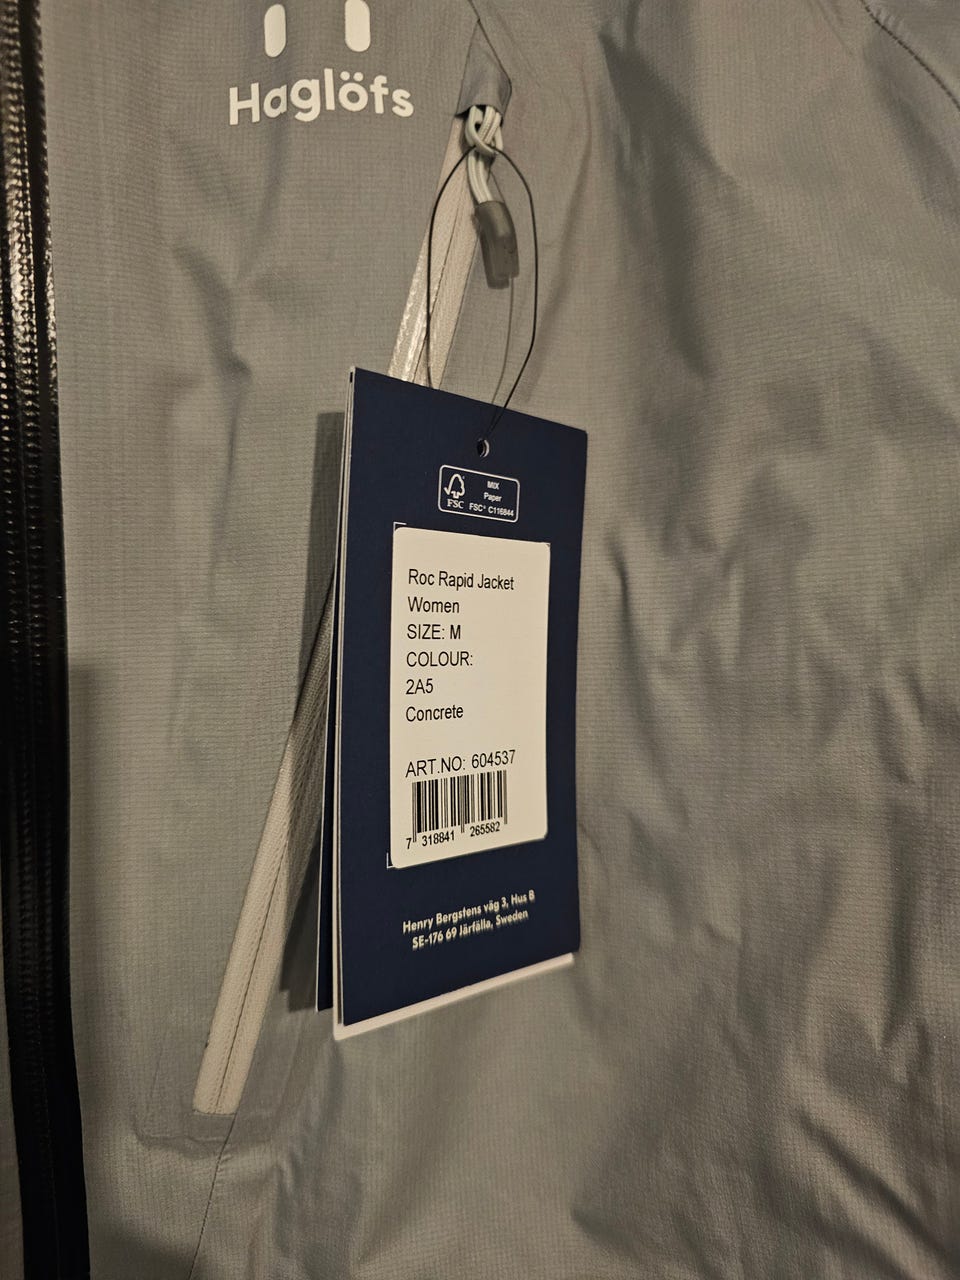 Haglöfs
MIX
Paper
FSC® C116844
FSC
Roc Rapid Jacket
Women
SIZE: M
COLOUR:
2A5
Concrete
ART.NO: 604537
7 318841 265582
Henry Bergstens väg 3, Hus B
SE-176 69 Järfälla, Sweden